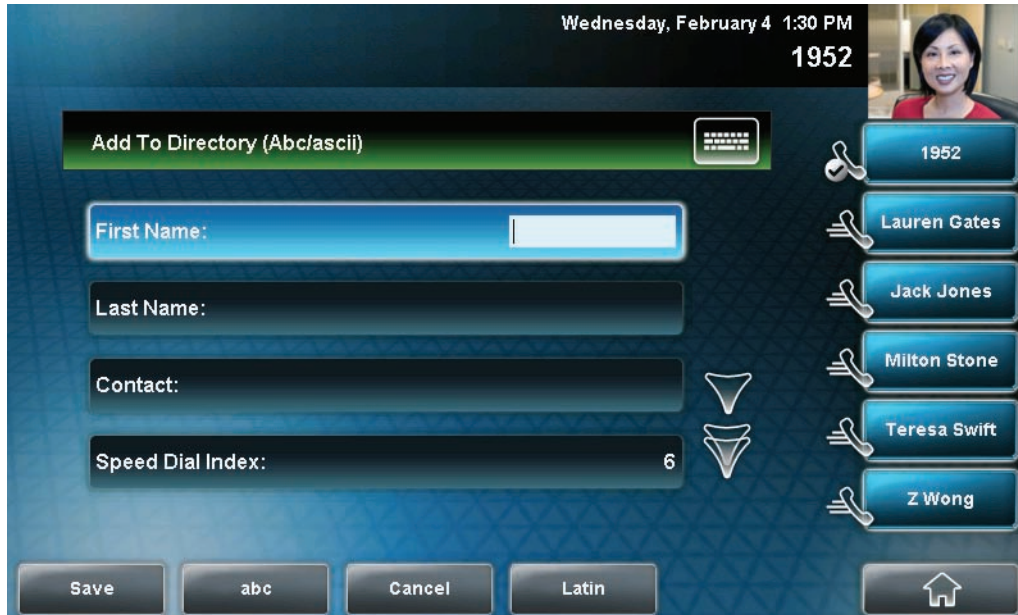 Wednesday, February 4 1:30 PM
1952
Add To Directory (Abc/ascii)
First Name:
Last Name:
Contact:
Speed Dial Index: 6
1952
Lauren Gates
Jack Jones
Milton Stone
Teresa Swift
Z Wong
Save
abc
Cancel
Latin